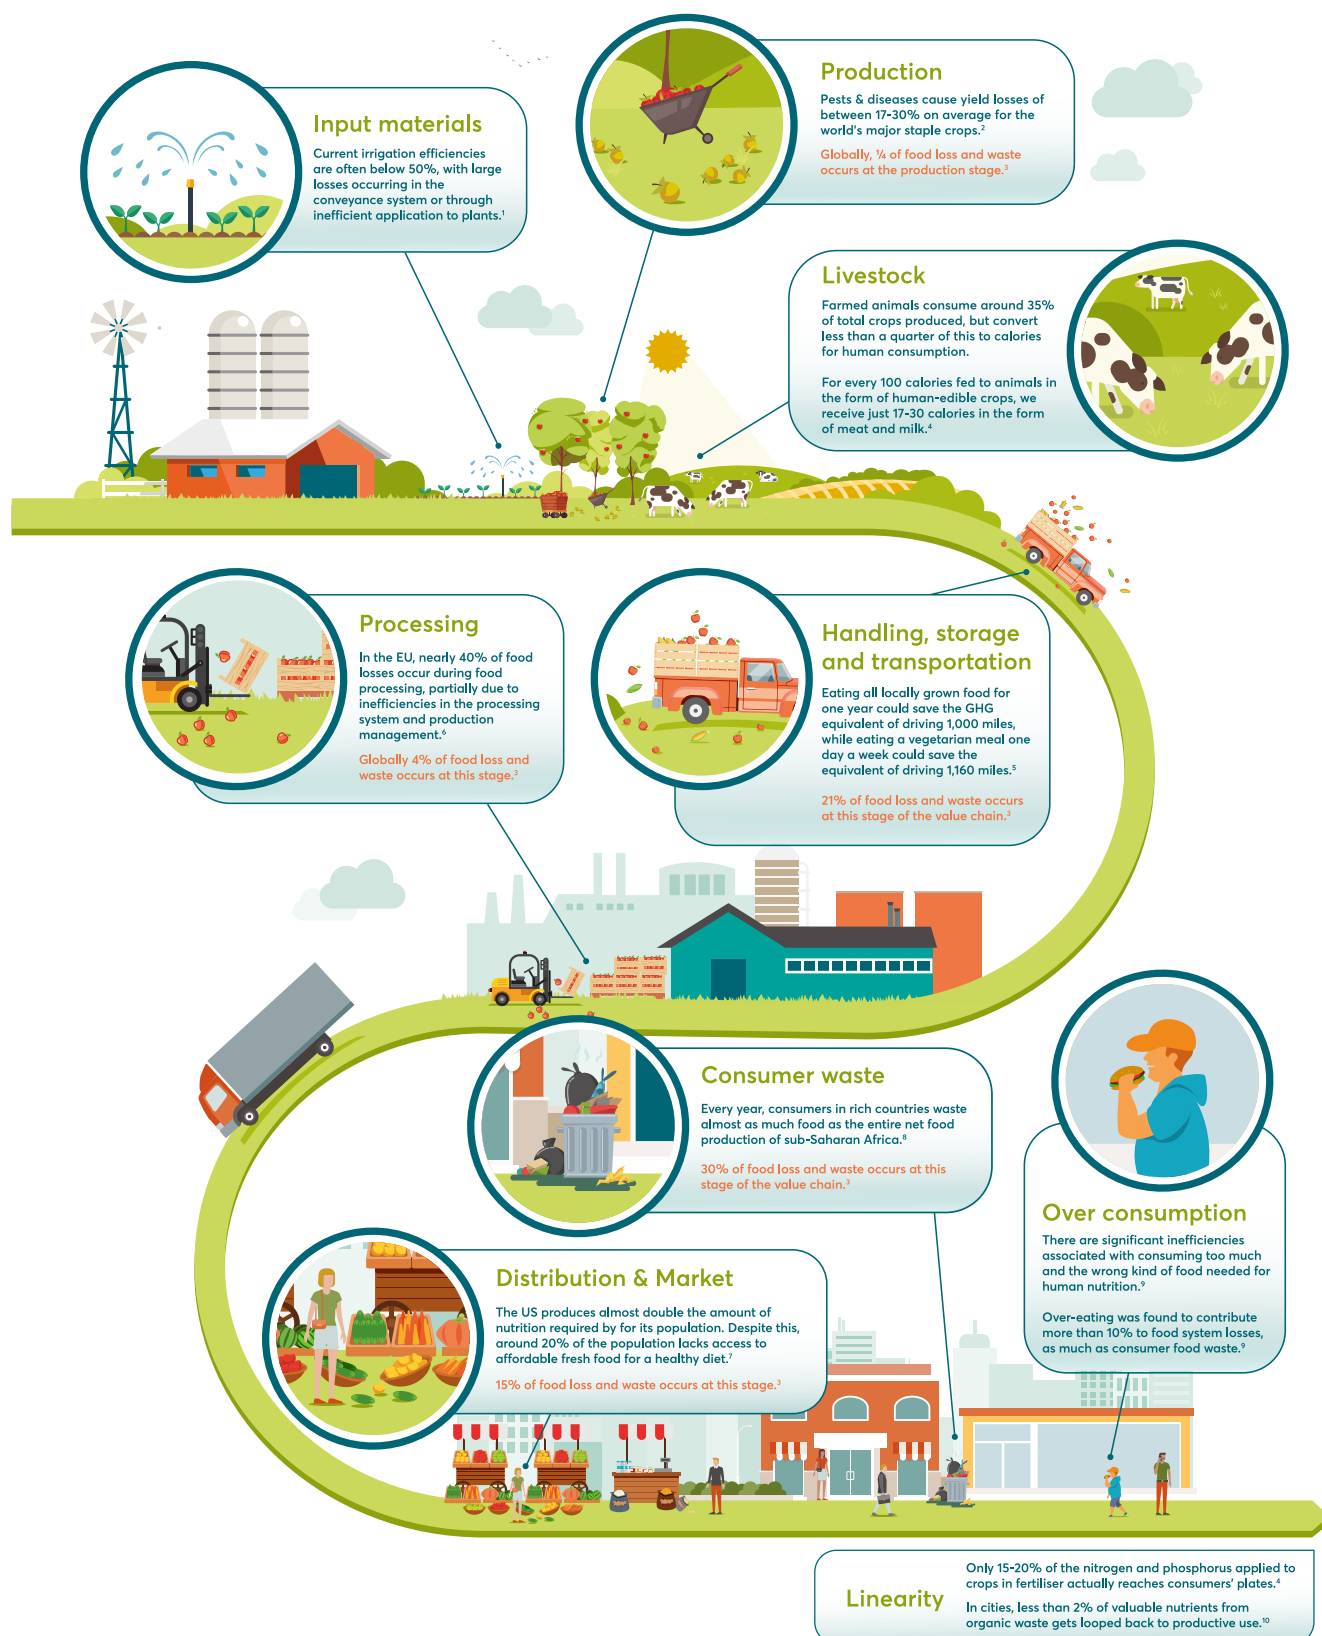 Input materials
Current irrigation efficiencies
are often below 50%, with large
losses occurring in the
conveyance system or through
inefficient application to plants.¹
Production
Pests & diseases cause yield losses of
between 17-30% on average for the
world's major staple crops.²
Globally, ¼ of food loss and waste
occurs at the production stage.³
Livestock
Farmed animals consume around 35%
of total crops produced, but convert
less than a quarter of this to calories
for human consumption.
For every 100 calories fed to animals in
the form of human-edible crops, we
receive just 17-30 calories in the form
of meat and milk.⁴
Processing
In the EU, nearly 40% of food
losses occur during food
processing, partially due to
inefficiencies in the processing
system and production
management.⁶
Globally 4% of food loss and
waste occurs at this stage.³
Handling, storage
and transportation
Eating all locally grown food for
one year could save the GHG
equivalent of driving 1,000 miles,
while eating a vegetarian meal one
day a week could save the
equivalent of driving 1,160 miles.⁵
21% of food loss and waste occurs
at this stage of the value chain.³
Consumer waste
Every year, consumers in rich countries waste
almost as much food as the entire net food
production of sub-Saharan Africa.⁸
30% of food loss and waste occurs at this
stage of the value chain.³
Over consumption
There are significant inefficiencies
associated with consuming too much
and the wrong kind of food needed for
human nutrition.⁹
Over-eating was found to contribute
more than 10% to food system losses,
as much as consumer food waste.⁹
Distribution & Market
The US produces almost double the amount of
nutrition required by for its population. Despite this,
around 20% of the population lacks access to
affordable fresh food for a healthy diet.⁷
15% of food loss and waste occurs at this stage.³
Linearity
Only 15-20% of the nitrogen and phosphorus applied to
crops in fertiliser actually reaches consumers' plates.⁴
In cities, less than 2% of valuable nutrients from
organic waste gets looped back to productive use.¹⁰